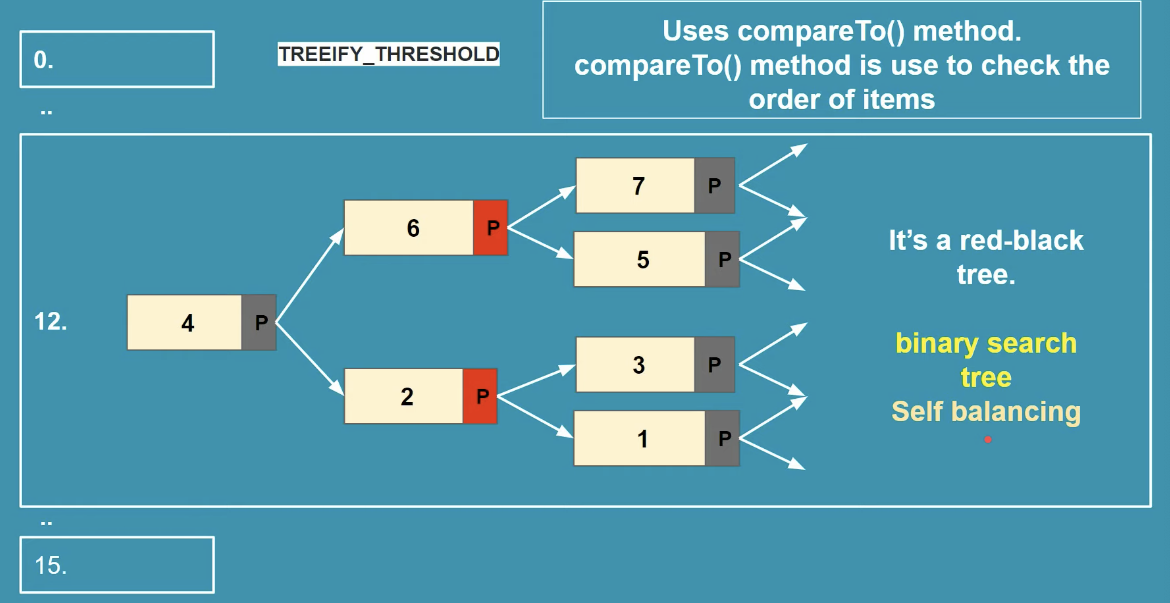 0.
TREEIFY_THRESHOLD
Uses compareTo() method.
compareTo() method is use to check the
order of items
..
12.
4 P
6 P
2 P
7 P
5 P
3 P
1 P
It's a red-black
tree.
binary search
tree
Self balancing
..
15.